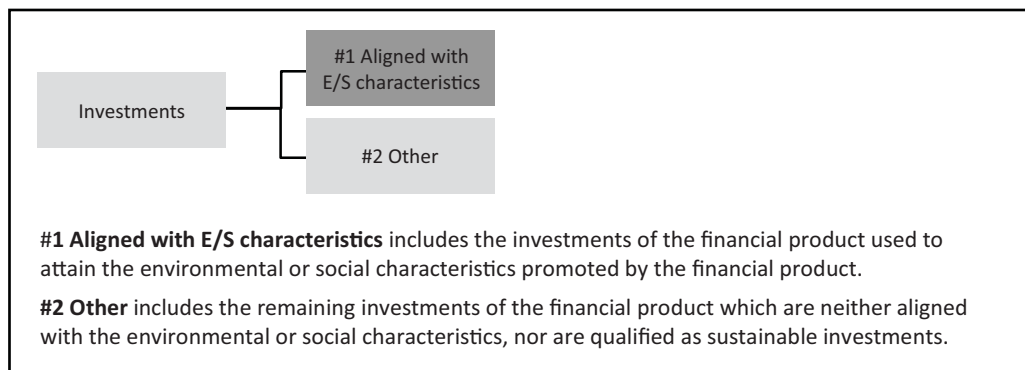 #1 Aligned with
E/S characteristics
Investments
#2 Other
#1 Aligned with E/S characteristics includes the investments of the financial product used to
attain the environmental or social characteristics promoted by the financial product.
#2 Other includes the remaining investments of the financial product which are neither aligned
with the environmental or social characteristics, nor are qualified as sustainable investments.